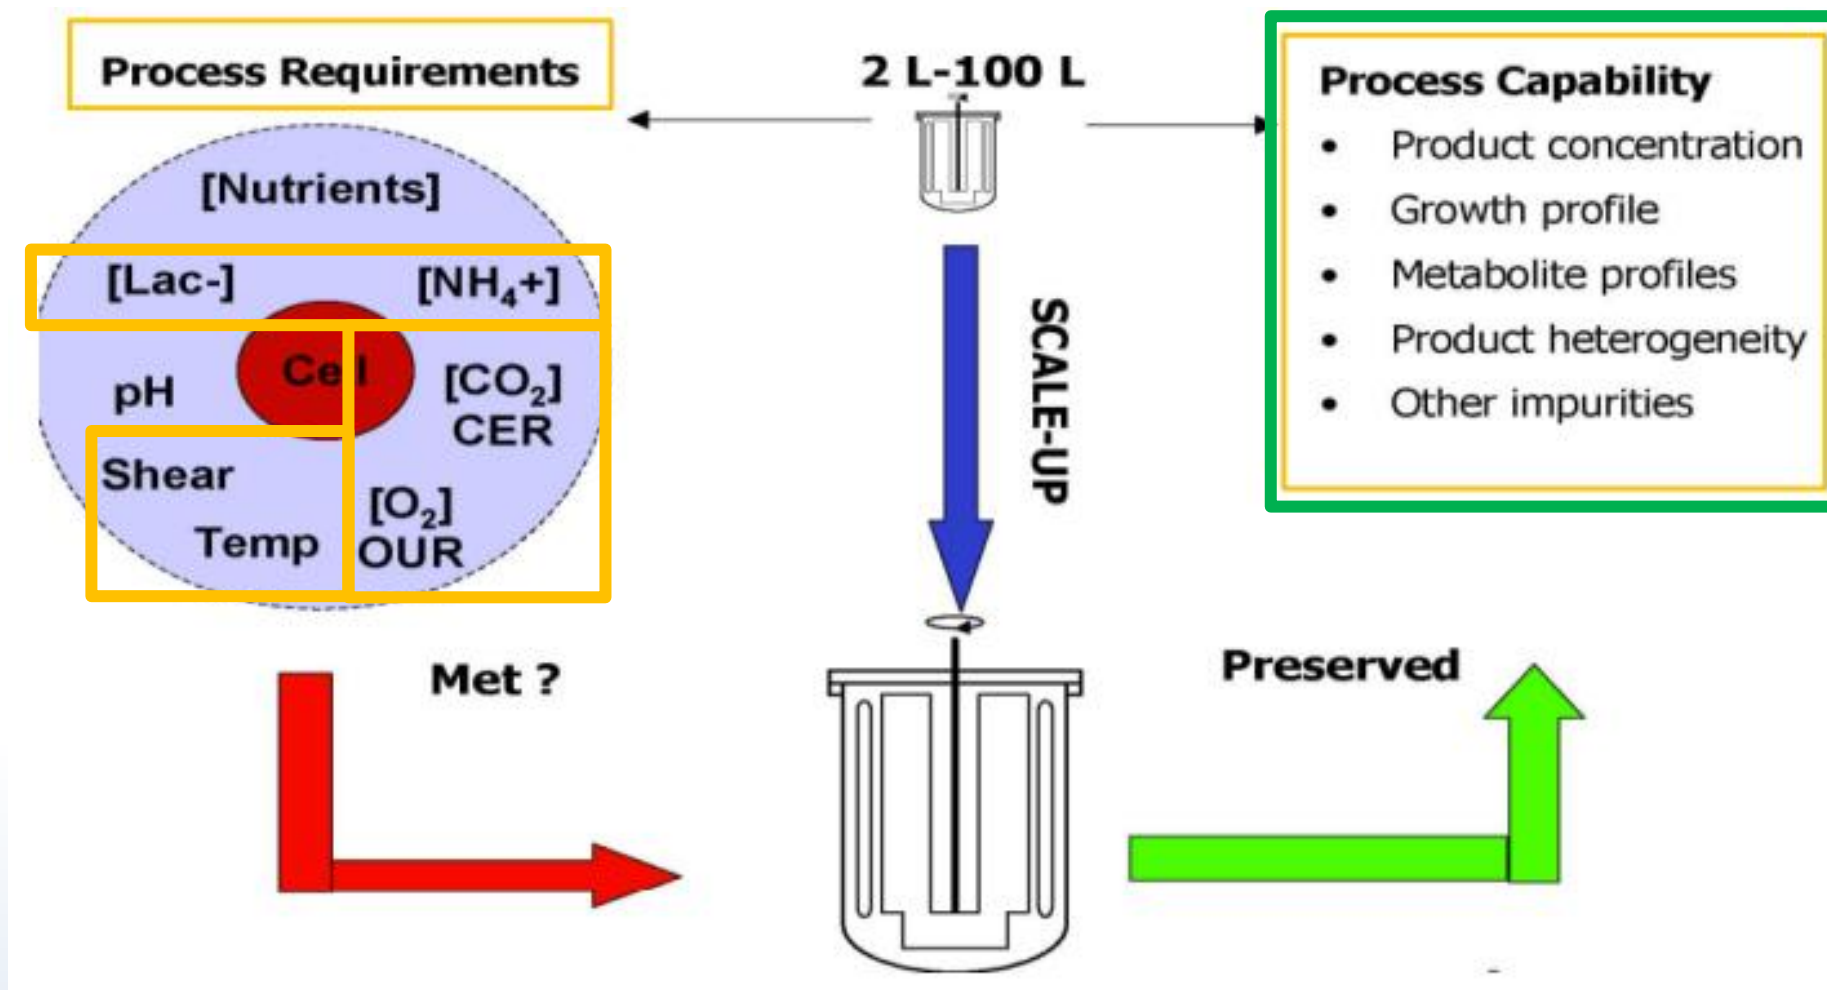 Process Requirements
2 L-100 L
Process Capability
• Product concentration
• Growth profile
• Metabolite profiles
• Product heterogeneity
• Other impurities
[Nutrients]
[Lac-]
[NH₄+]
Cell
pH
[CO₂]
CER
Shear
[O₂]
Temp
OUR
SCALE-UP
Met ?
Preserved